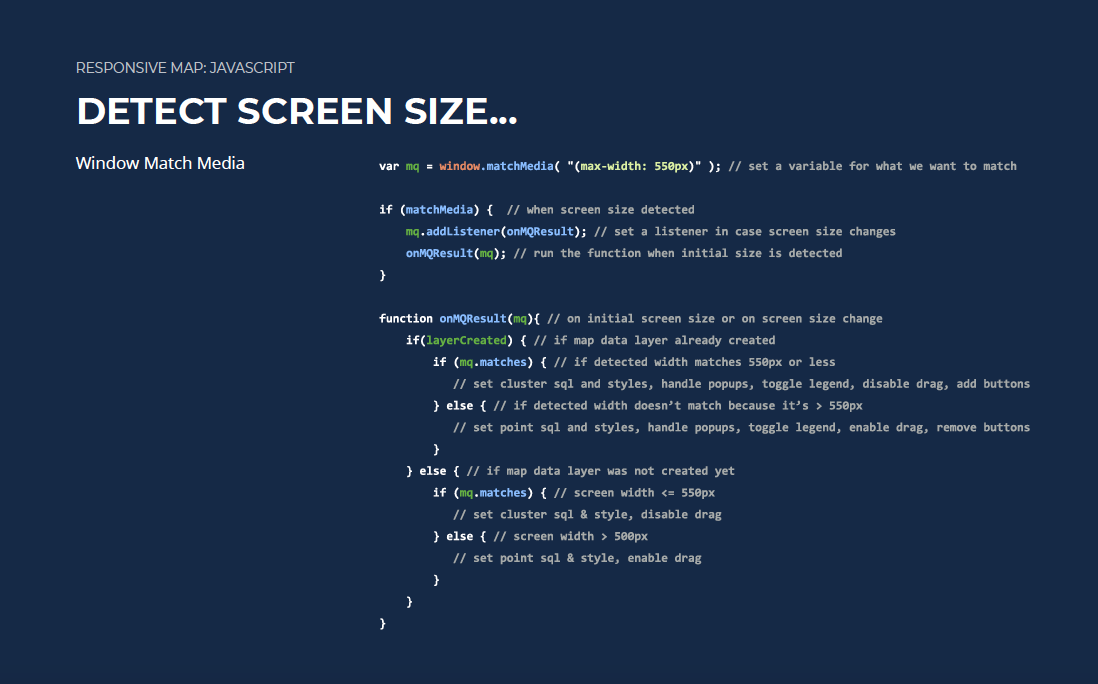 RESPONSIVE MAP: JAVASCRIPT
DETECT SCREEN SIZE...
Window Match Media
var mq = window.matchMedia( "(max-width: 550px)" ); // set a variable for what we want to match
if (matchMedia) {  // when screen size detected
    mq.addListener(onMQResult); // set a listener in case screen size changes
    onMQResult(mq); // run the function when initial size is detected
}
function onMQResult(mq){ // on initial screen size or on screen size change
    if(layerCreated) { // if map data layer already created
        if (mq.matches) { // if detected width matches 550px or less
           // set cluster sql and styles, handle popups, toggle legend, disable drag, add buttons
        } else { // if detected width doesn’t match because it’s > 550px
           // set point sql and styles, handle popups, toggle legend, enable drag, remove buttons
        }
    } else { // if map data layer was not created yet
        if (mq.matches) { // screen width <= 550px
           // set cluster sql & style, disable drag
        } else { // screen width > 500px
           // set point sql & style, enable drag
        }
    }
}